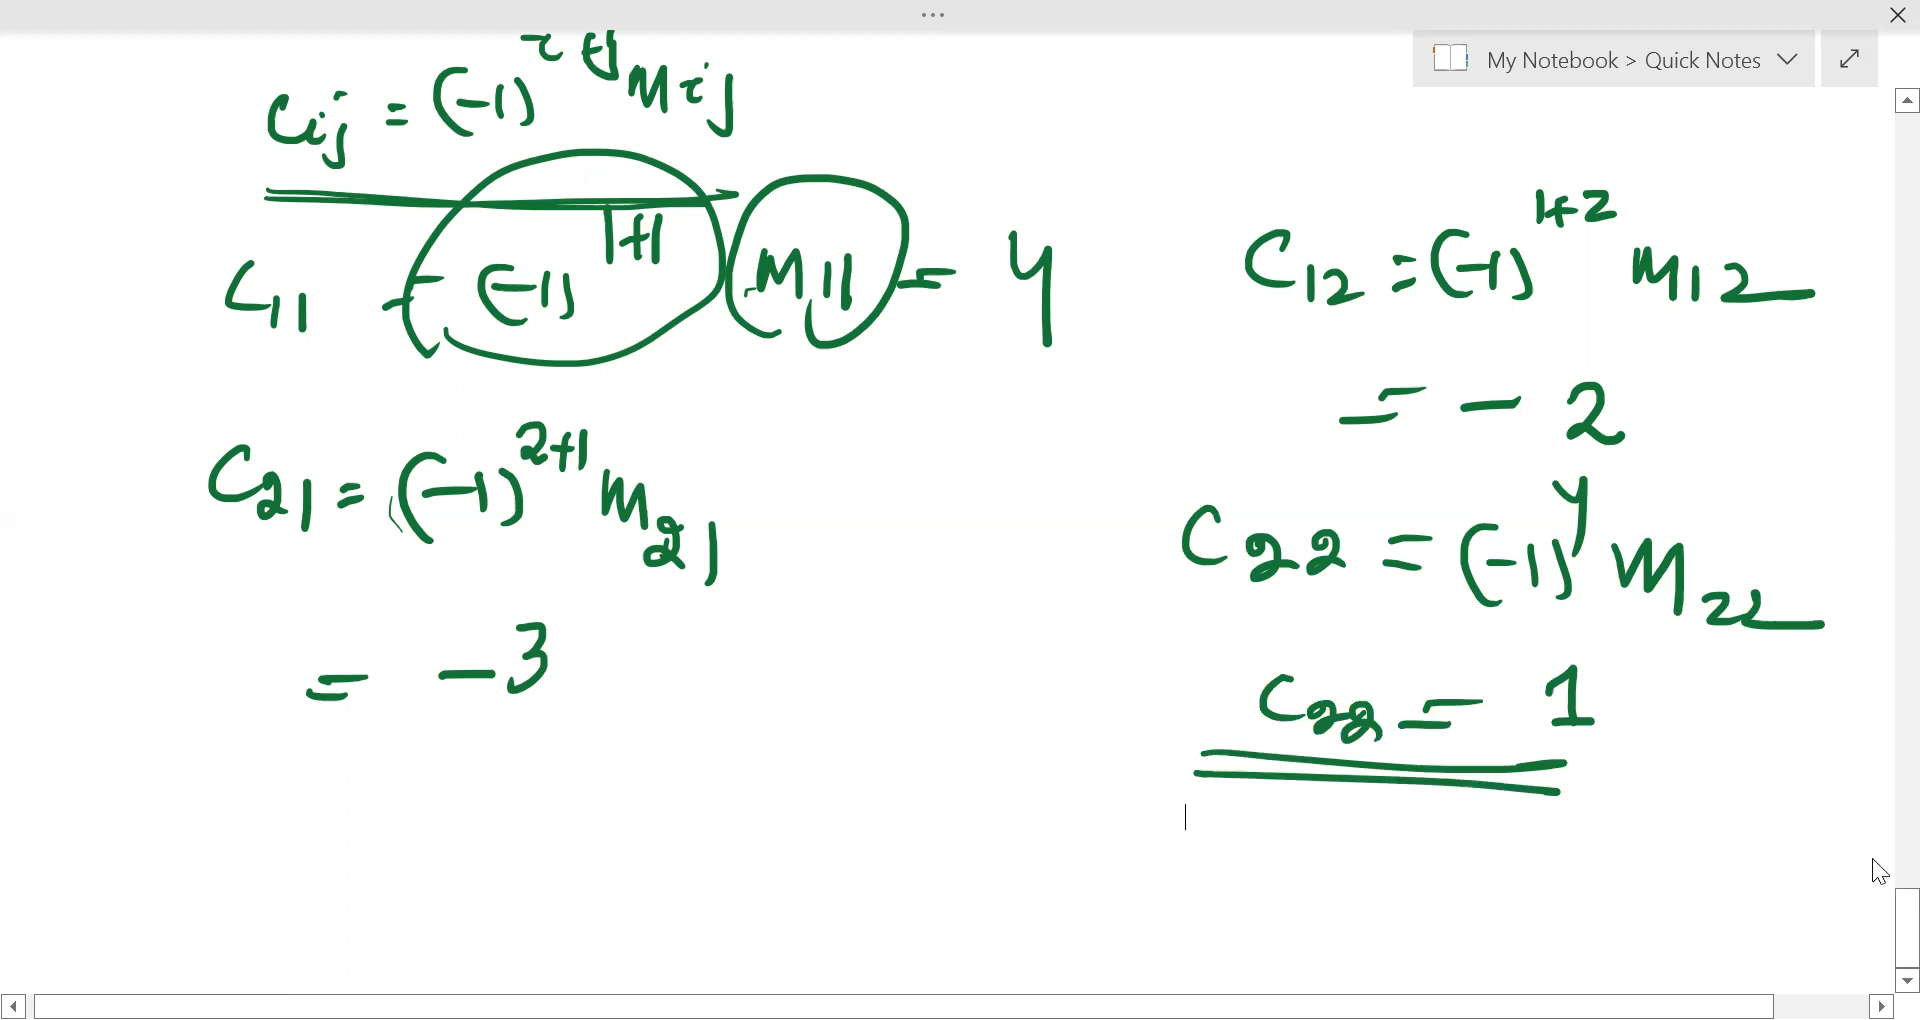 ...
My Notebook > Quick Notes
Cij = (-1)^i+j Mij
C11 = (-1)^1+1 M11 = 4
C12 = (-1)^1+2 M12
= - 2
C21 = (-1)^2+1 M21
= -3
C22 = (-1)^4 M22
C22 = 1